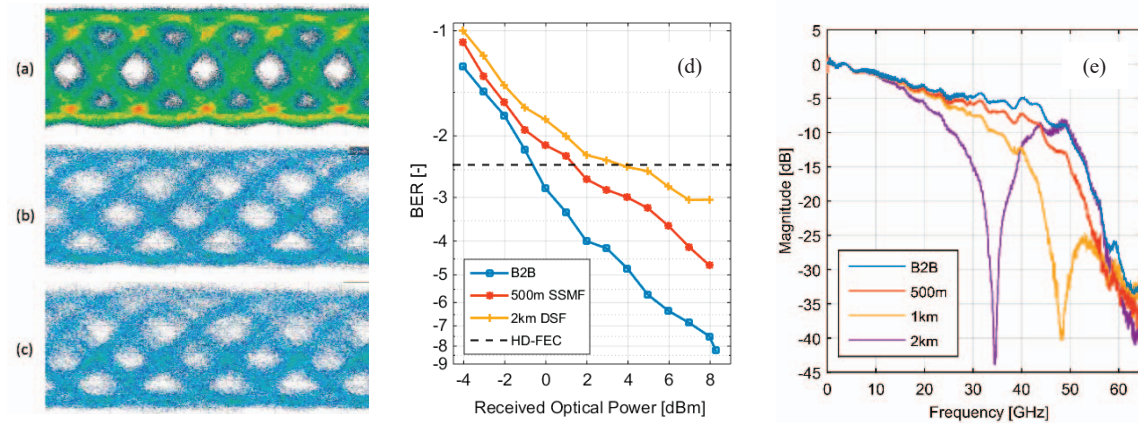 (a)
(b)
(c)
(d)
BER [-]
-1
-2
-3
-4
-5
-6
-7
-8
-9
B2B
500m SSMF
2km DSF
HD-FEC
-4 -2 0 2 4 6 8
Received Optical Power [dBm]
(e)
Magnitude [dB]
5
0
-5
-10
-15
-20
-25
-30
-35
-40
-45
B2B
500m
1km
2km
0 10 20 30 40 50 60
Frequency [GHz]